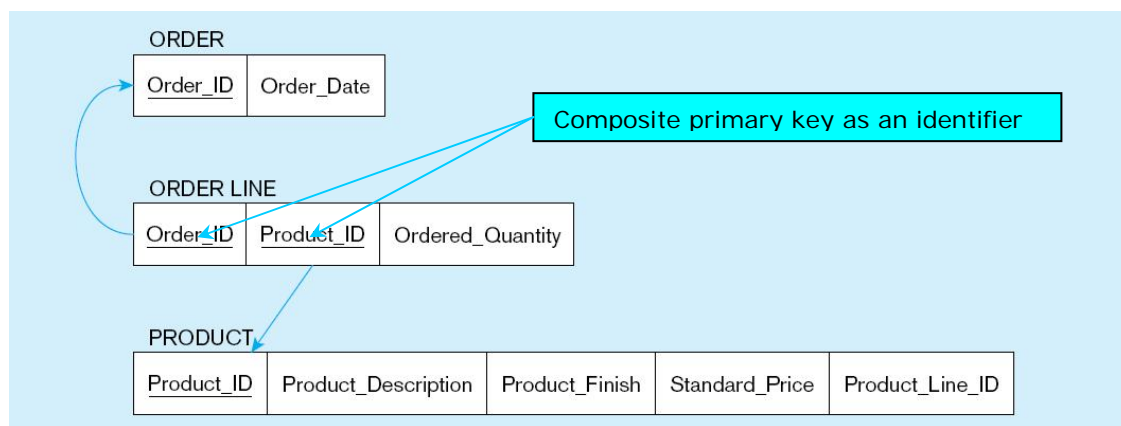 ORDER
Order_ID Order_Date
Composite primary key as an identifier
ORDER LINE
Order_ID Product_ID Ordered_Quantity
PRODUCT
Product_ID Product_Description Product_Finish Standard_Price Product_Line_ID